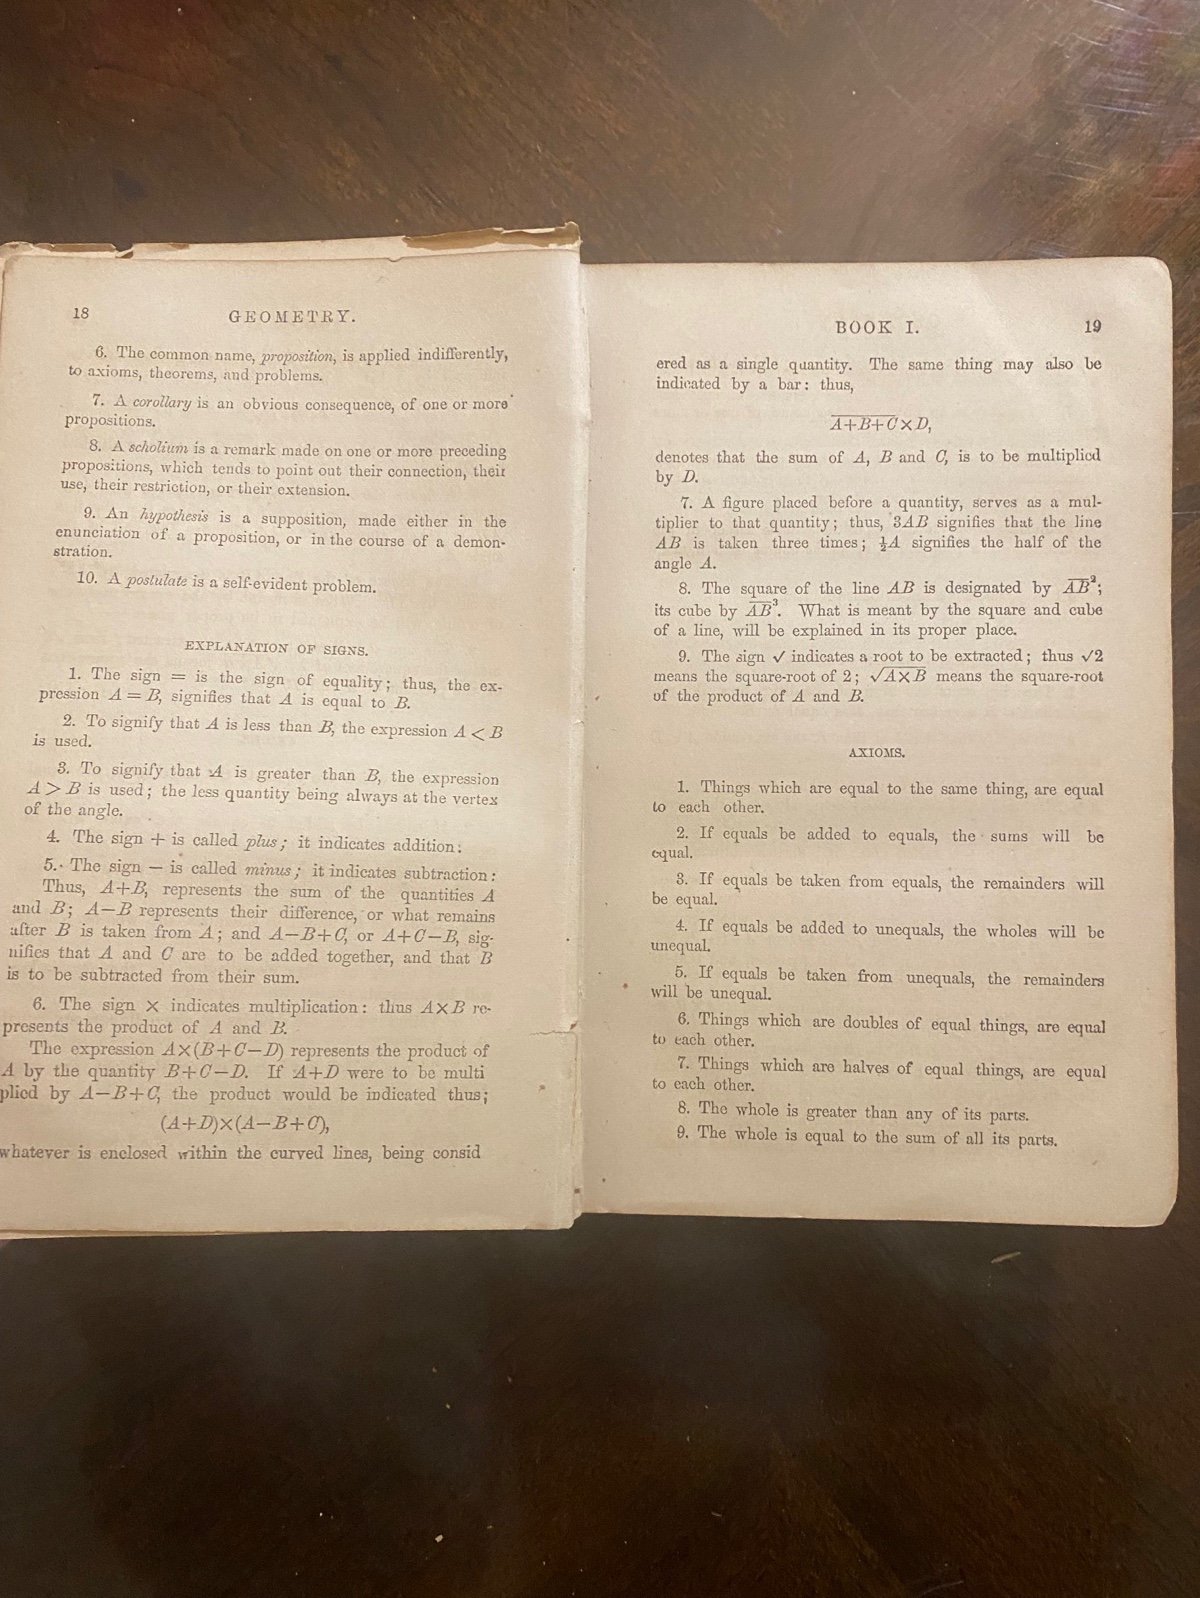 18 GEOMETRY.
6. The common name, proposition, is applied indifferently,
to axioms, theorems, and problems.
7. A corollary is an obvious consequence, of one or more
propositions.
8. A scholium is a remark made on one or more preceding
propositions, which tends to point out their connection, their
use, their restriction, or their extension.
9. An hypothesis is a supposition, made either in the
enunciation of a proposition, or in the course of a demon-
stration.
10. A postulate is a self-evident problem.
EXPLANATION OF SIGNS.
1. The sign = is the sign of equality; thus, the ex-
pression A = B, signifies that A is equal to B.
2. To signify that A is less than B, the expression A < B
is used.
3. To signify that A is greater than B, the expression
A > B is used; the less quantity being always at the vertex
of the angle.
4. The sign + is called plus; it indicates addition:
5. The sign — is called minus; it indicates subtraction:
Thus, A+B, represents the sum of the quantities A
and B; A—B represents their difference, or what remains
after B is taken from A; and A—B+C, or A+C—B, sig-
nifies that A and C are to be added together, and that B
is to be subtracted from their sum.
6. The sign × indicates multiplication: thus A×B re-
presents the product of A and B.
The expression A×(B+C—D) represents the product of
A by the quantity B+C—D. If A+D were to be multi
plied by A—B+C, the product would be indicated thus;
(A+D)×(A—B+C),
whatever is enclosed within the curved lines, being consid
BOOK I. 19
ered as a single quantity. The same thing may also be
indicated by a bar: thus,
A̅+̅B̅+̅C̅×D,
denotes that the sum of A, B and C, is to be multiplied
by D.
7. A figure placed before a quantity, serves as a mul-
tiplier to that quantity; thus, 3AB signifies that the line
AB is taken three times; ½A signifies the half of the
angle A.
8. The square of the line AB is designated by A̅B̅²;
its cube by A̅B̅³. What is meant by the square and cube
of a line, will be explained in its proper place.
9. The sign √ indicates a root to be extracted; thus √2
means the square-root of 2; √A̅×̅B̅ means the square-root
of the product of A and B.
AXIOMS.
1. Things which are equal to the same thing, are equal
to each other.
2. If equals be added to equals, the sums will be
equal.
3. If equals be taken from equals, the remainders will
be equal.
4. If equals be added to unequals, the wholes will be
unequal.
5. If equals be taken from unequals, the remainders
will be unequal.
6. Things which are doubles of equal things, are equal
to each other.
7. Things which are halves of equal things, are equal
to each other.
8. The whole is greater than any of its parts.
9. The whole is equal to the sum of all its parts.